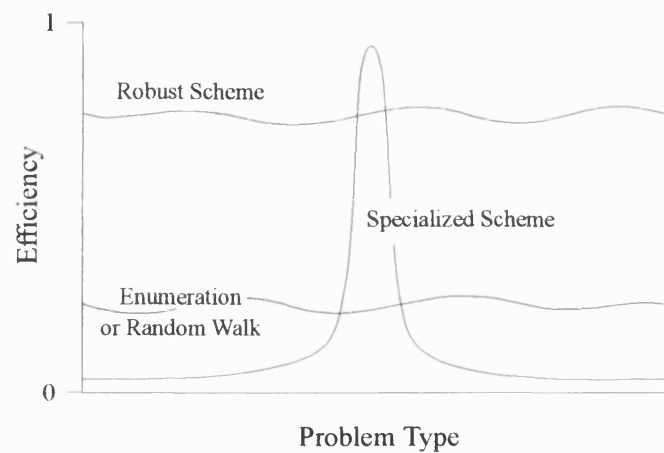 1
Robust Scheme
Efficiency
Specialized Scheme
Enumeration
or Random Walk
0
Problem Type